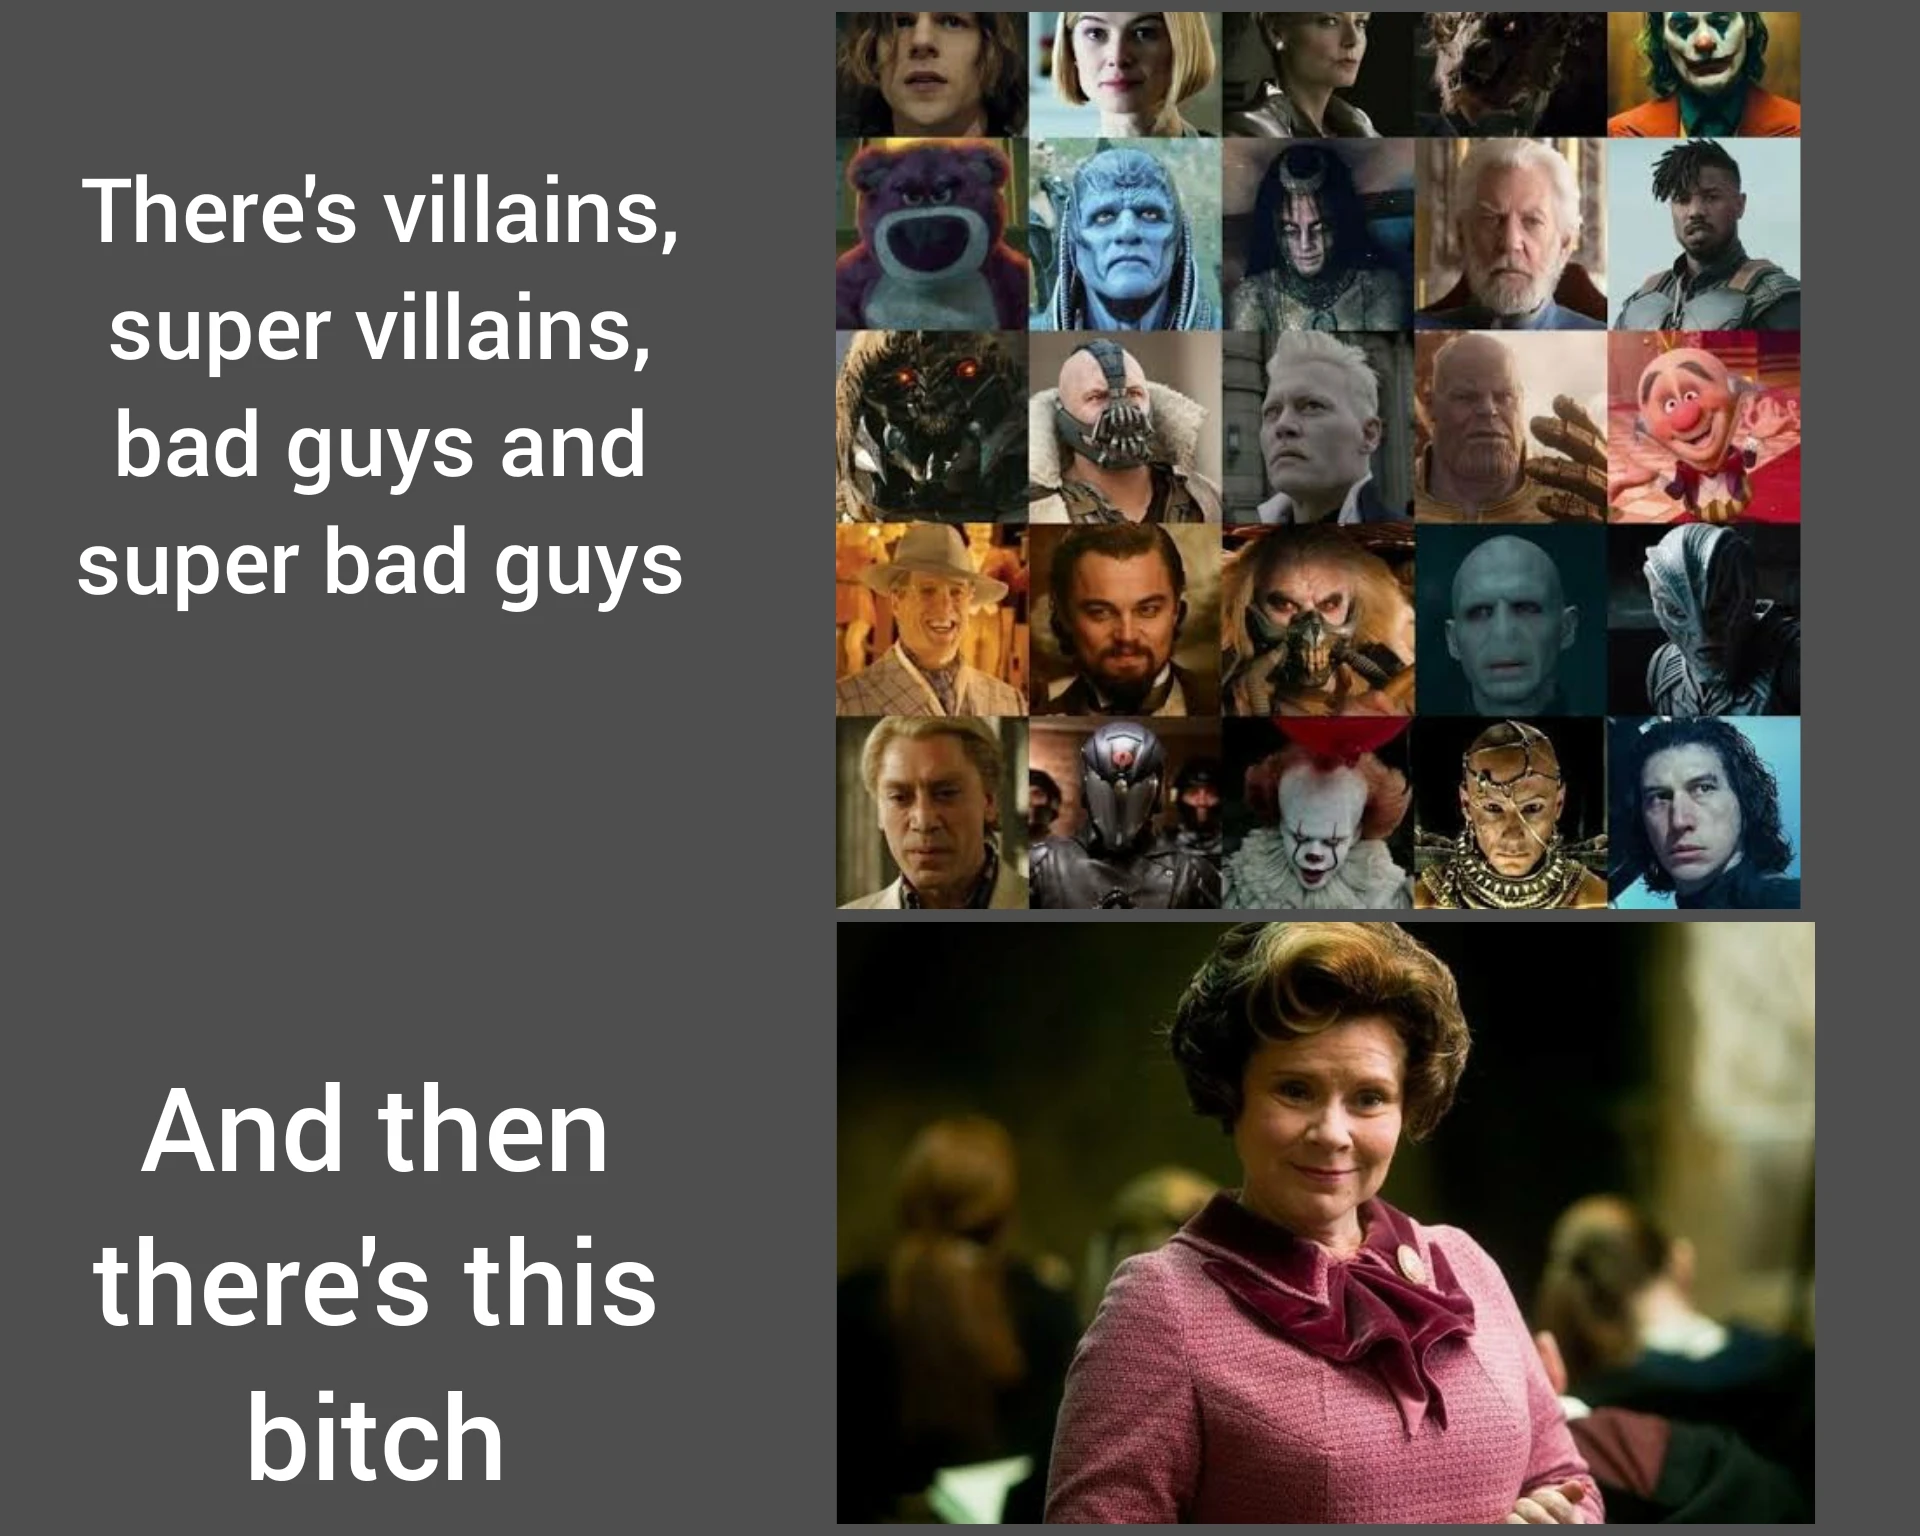 There's villains,
super villains,
bad guys and
super bad guys
And then
there's this
bitch